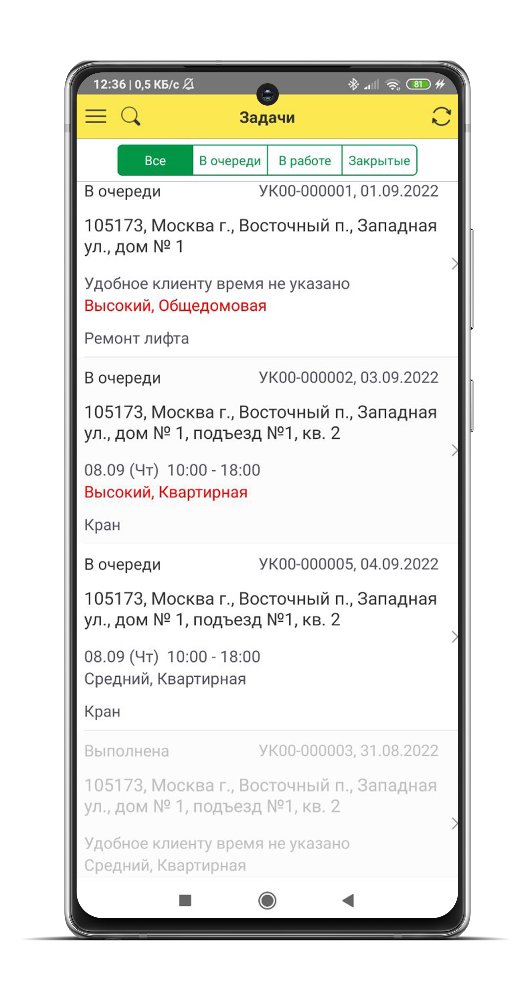 12:36 | 0,5 КБ/с
81
Задачи
Все
В очереди
В работе
Закрытые
В очереди УК00-000001, 01.09.2022
105173, Москва г., Восточный п., Западная
ул., дом № 1
Удобное клиенту время не указано
Высокий, Общедомовая
Ремонт лифта
В очереди УК00-000002, 03.09.2022
105173, Москва г., Восточный п., Западная
ул., дом № 1, подъезд №1, кв. 2
08.09 (Чт) 10:00 - 18:00
Высокий, Квартирная
Кран
В очереди УК00-000005, 04.09.2022
105173, Москва г., Восточный п., Западная
ул., дом № 1, подъезд №1, кв. 2
08.09 (Чт) 10:00 - 18:00
Средний, Квартирная
Кран
Выполнена УК00-000003, 31.08.2022
105173, Москва г., Восточный п., Западная
ул., дом № 1, подъезд №1, кв. 2
Удобное клиенту время не указано
Средний, Квартирная